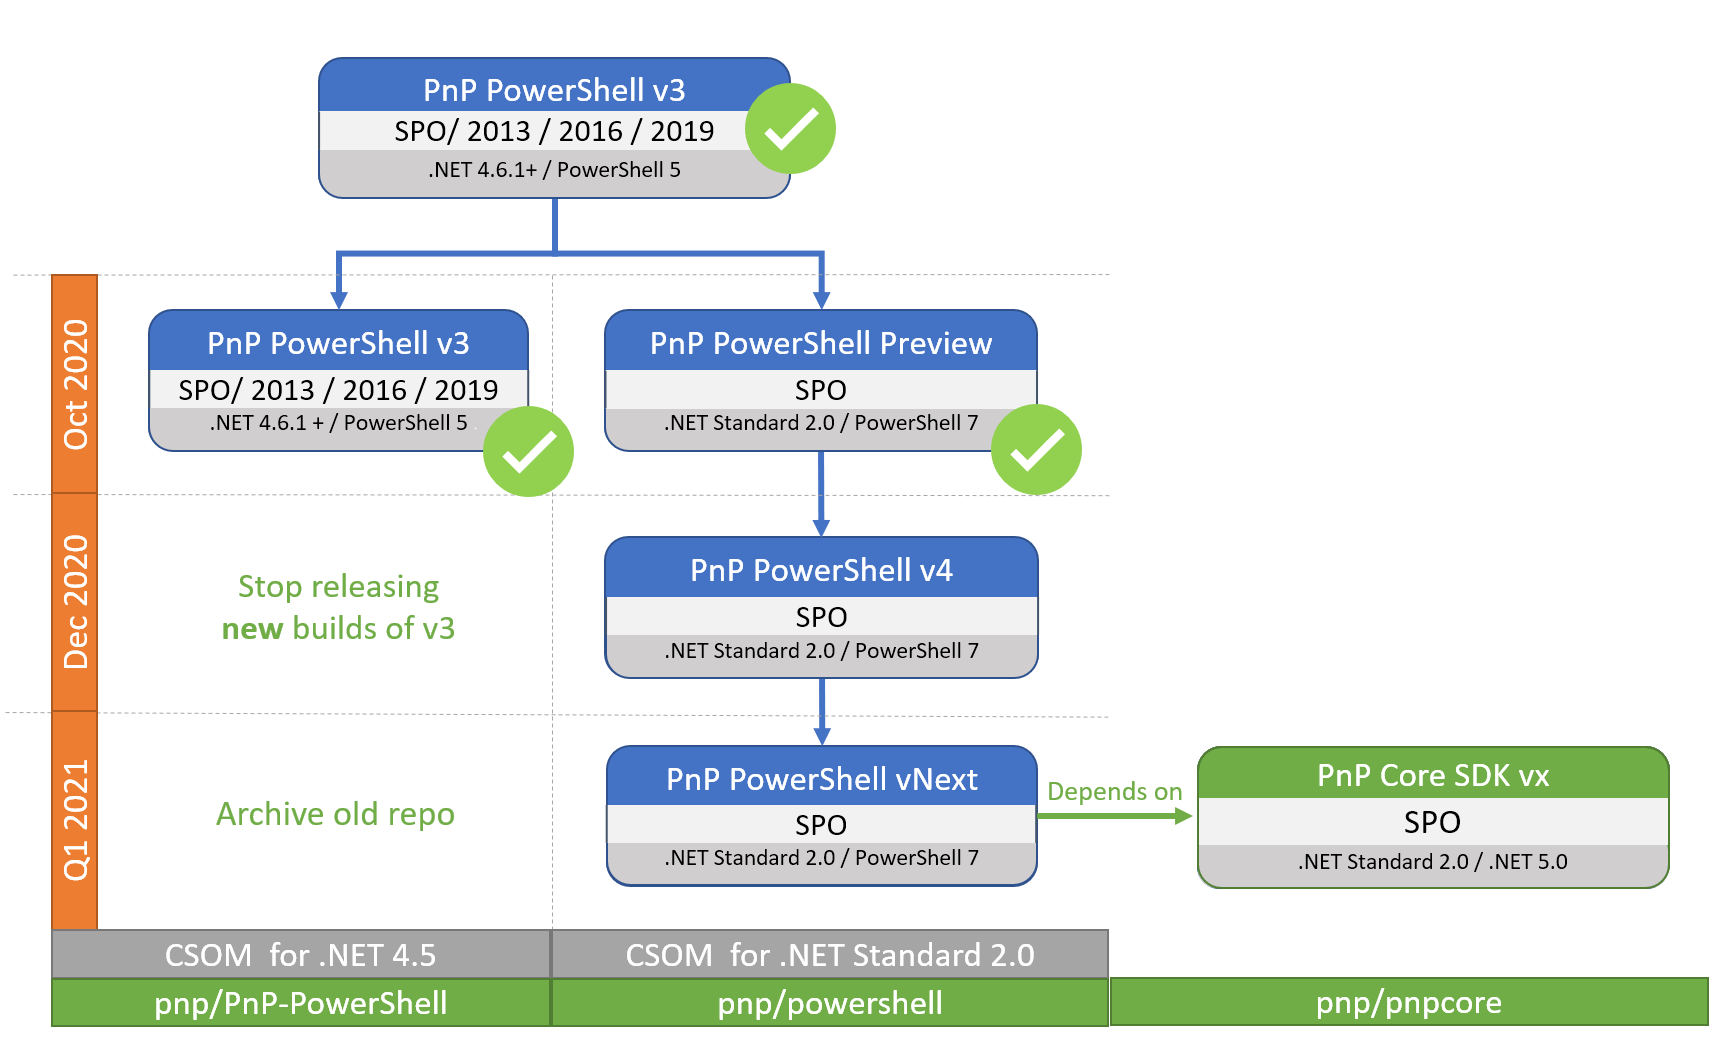 PnP PowerShell v3
SPO/ 2013 / 2016 / 2019
.NET 4.6.1+ / PowerShell 5
Oct 2020
PnP PowerShell v3
SPO/ 2013 / 2016 / 2019
.NET 4.6.1 + / PowerShell 5
PnP PowerShell Preview
SPO
.NET Standard 2.0 / PowerShell 7
Dec 2020
Stop releasing
new builds of v3
PnP PowerShell v4
SPO
.NET Standard 2.0 / PowerShell 7
Q1 2021
Archive old repo
PnP PowerShell vNext
SPO
.NET Standard 2.0 / PowerShell 7
Depends on
PnP Core SDK vx
SPO
.NET Standard 2.0 / .NET 5.0
CSOM for .NET 4.5
CSOM for .NET Standard 2.0
pnp/PnP-PowerShell
pnp/powershell
pnp/pnpcore